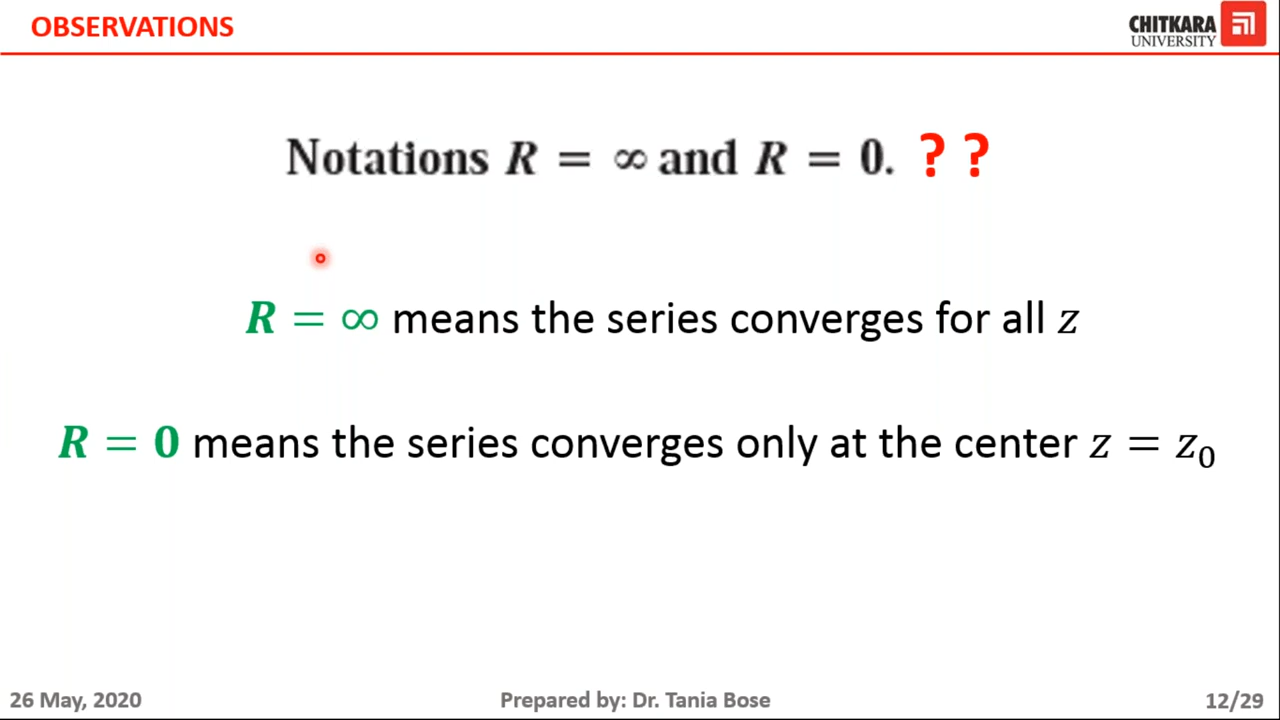 OBSERVATIONS
CHITKARA
UNIVERSITY
Notations R = ∞ and R = 0. ? ?
R = ∞ means the series converges for all z
R = 0 means the series converges only at the center z = z₀
26 May, 2020
Prepared by: Dr. Tania Bose
12/29